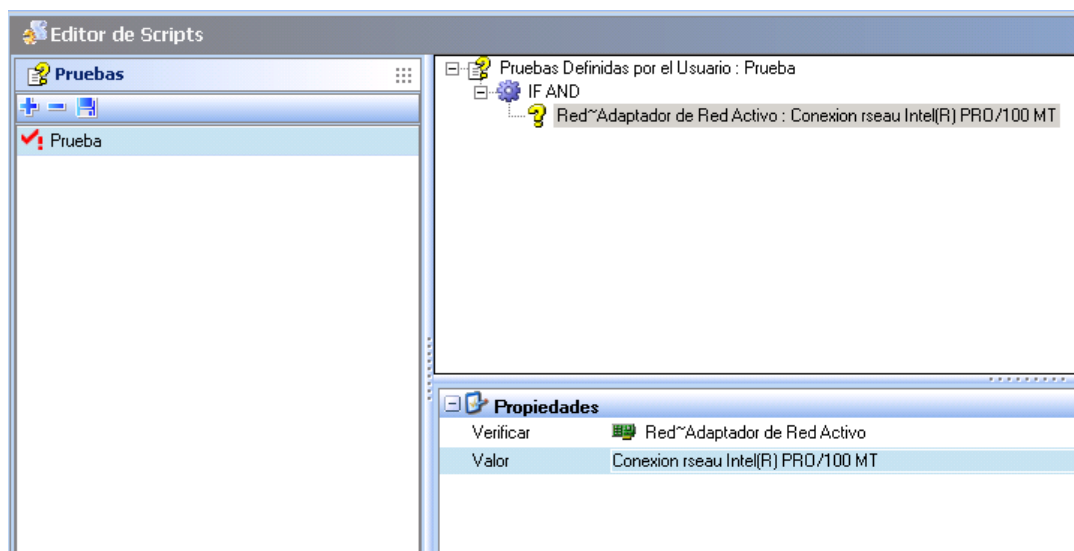 Editor de Scripts
Pruebas
Prueba
Pruebas Definidas por el Usuario : Prueba
IF AND
Red~Adaptador de Red Activo : Conexion rseau Intel(R) PRO/100 MT
Propiedades
Verificar Red~Adaptador de Red Activo
Valor Conexion rseau Intel(R) PRO/100 MT